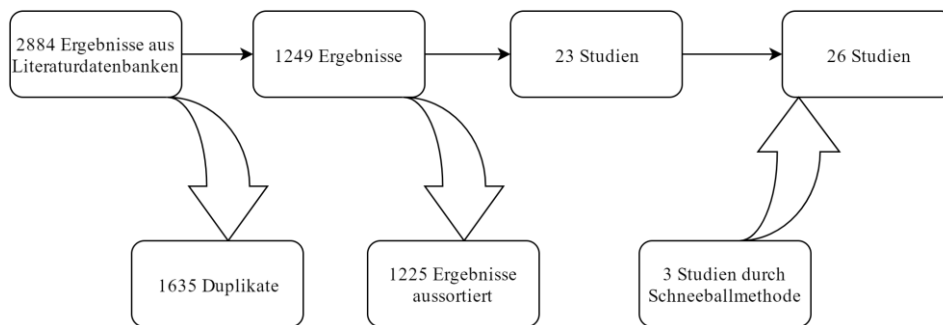 2884 Ergebnisse aus
Literaturdatenbanken
1249 Ergebnisse
23 Studien
26 Studien
1635 Duplikate
1225 Ergebnisse
aussortiert
3 Studien durch
Schneeballmethode